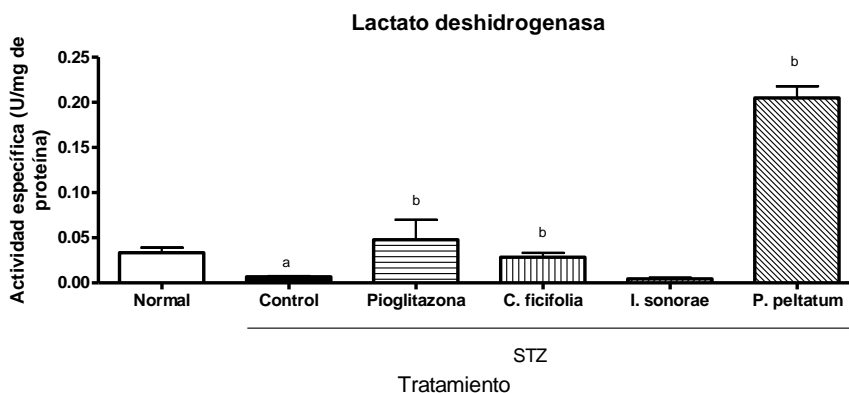 Lactato deshidrogenasa
Actividad específica (U/mg de
proteína)
0.25
0.20
0.15
0.10
0.05
0.00
a
b
b
b
Normal
Control
Pioglitazona
C. ficifolia
I. sonorae
P. peltatum
STZ
Tratamiento